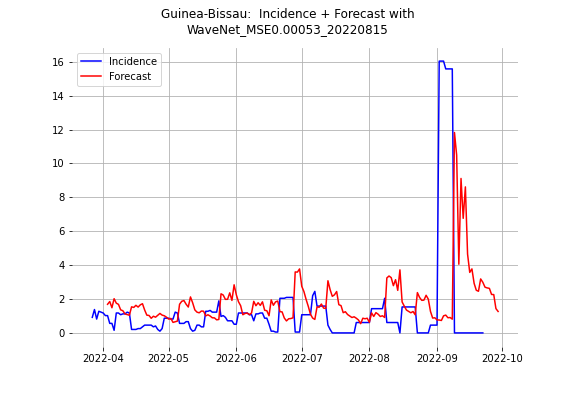 Guinea-Bissau:  Incidence + Forecast with
WaveNet_MSE0.00053_20220815
Incidence
Forecast
16
14
12
10
8
6
4
2
0
2022-04 2022-05 2022-06 2022-07 2022-08 2022-09 2022-10